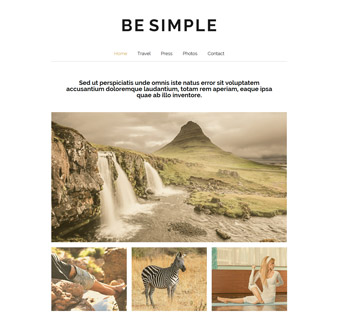 BE SIMPLE
Home Travel Press Photos Contact
Sed ut perspiciatis unde omnis iste natus error sit voluptatem
accusantium doloremque laudantium, totam rem aperiam, eaque ipsa
quae ab illo inventore.